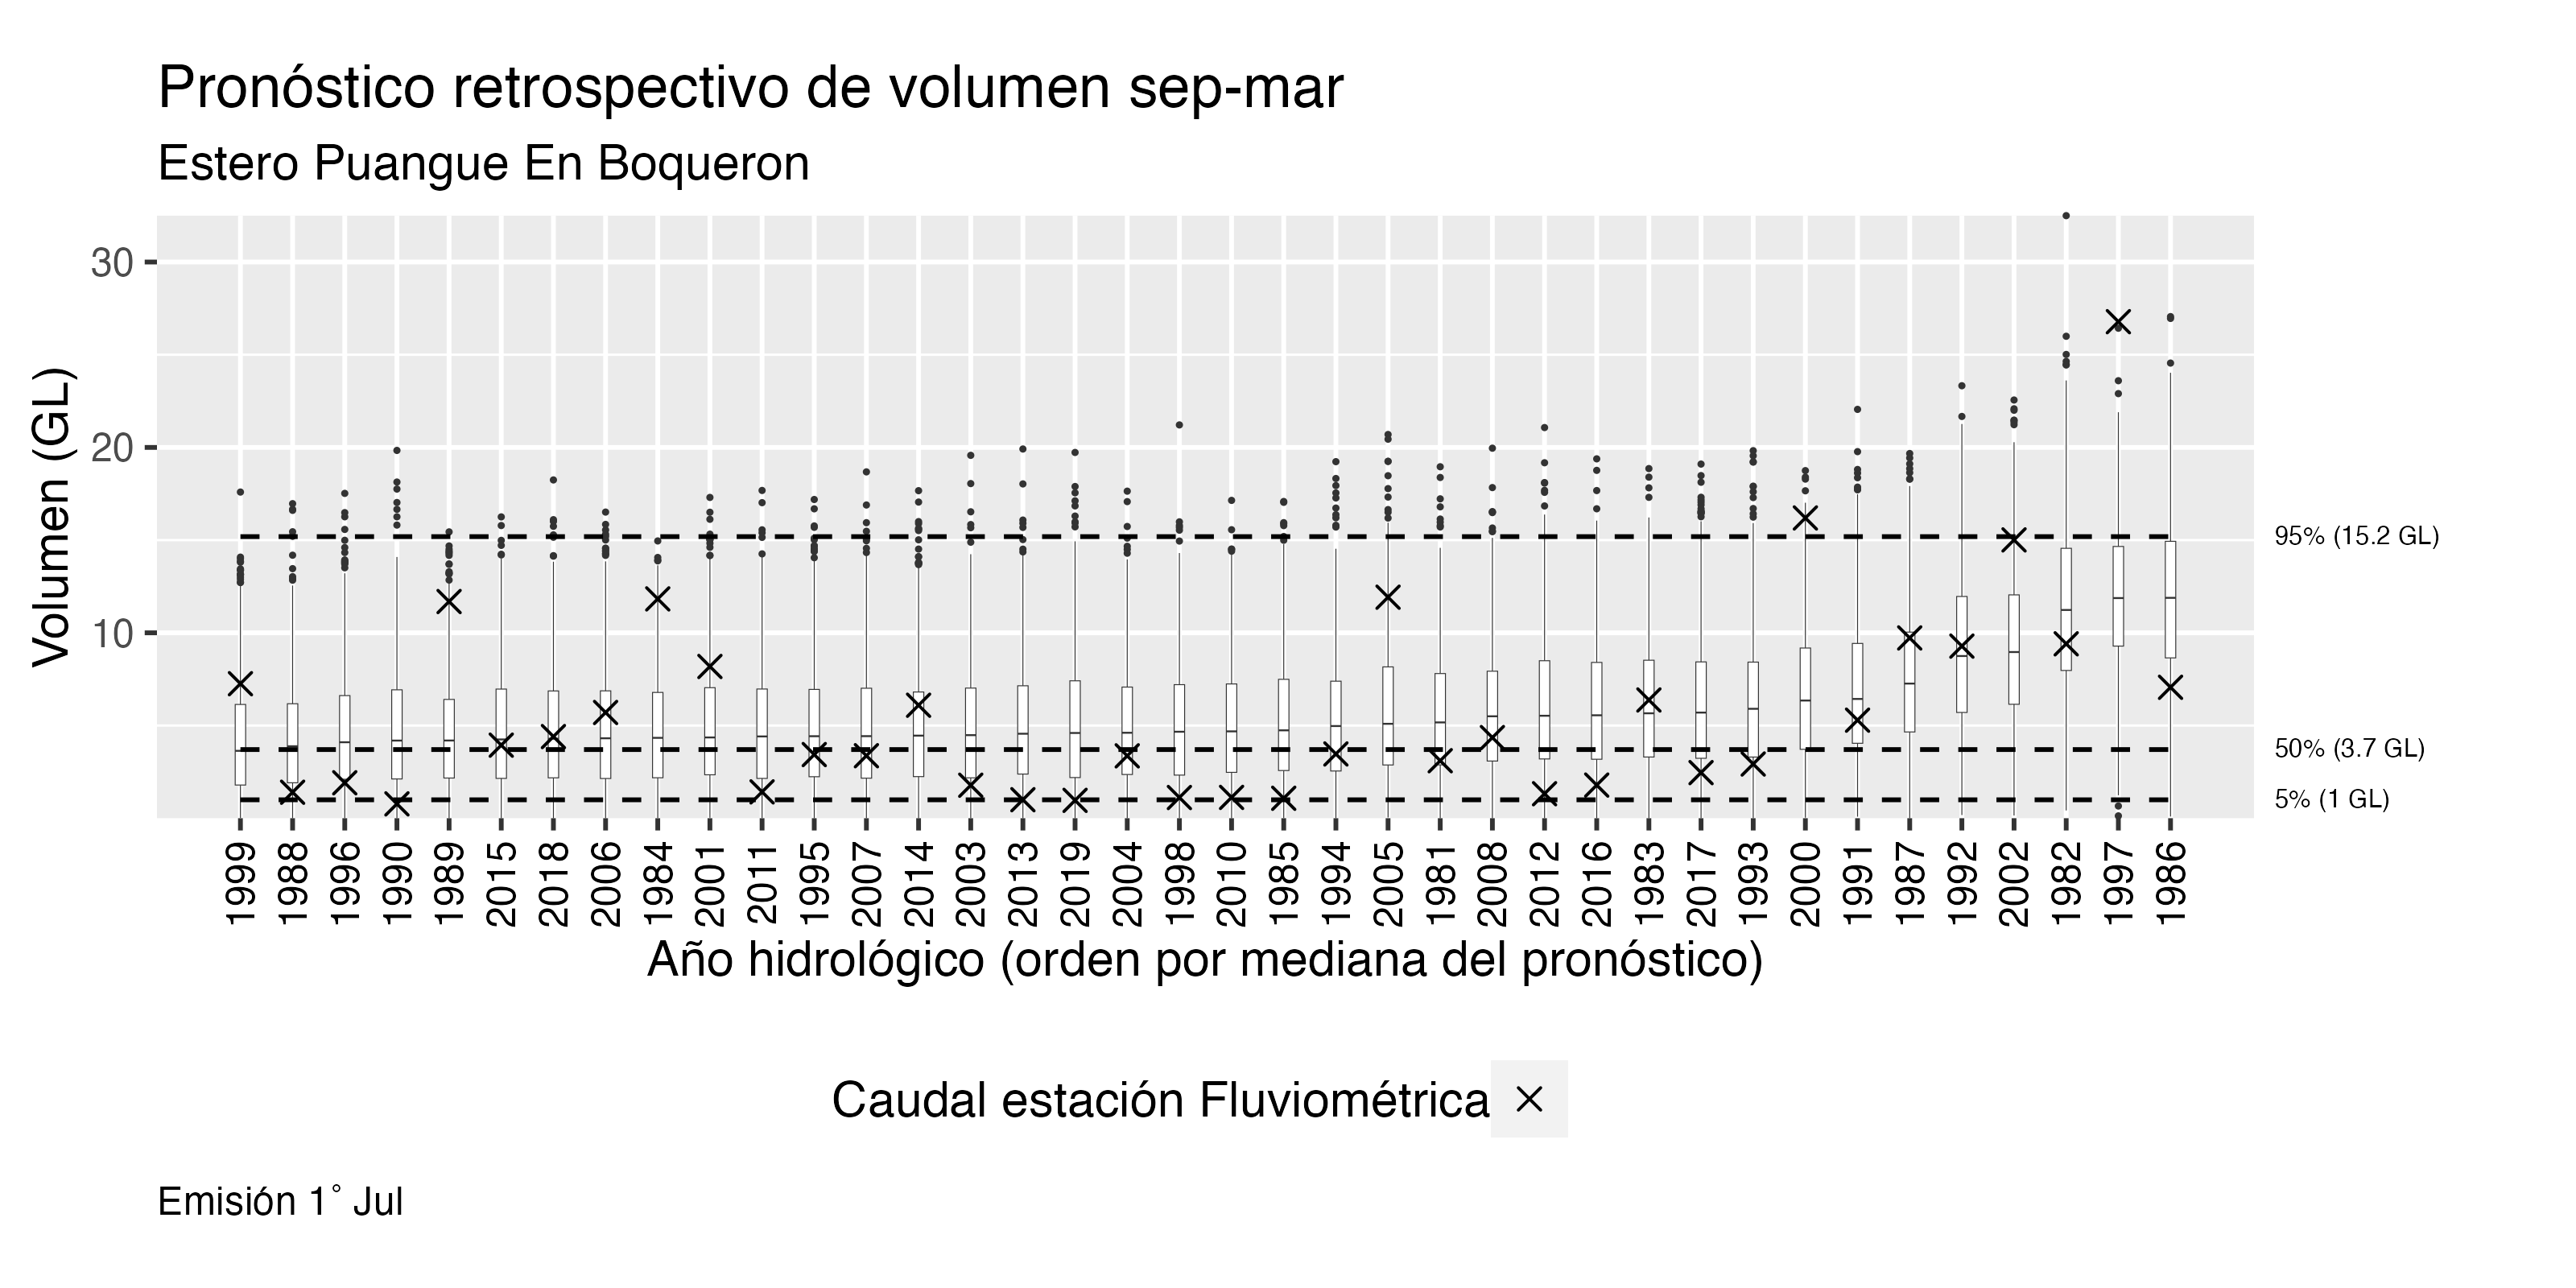 Pronóstico retrospectivo de volumen sep-mar
Estero Puangue En Boqueron
Volumen (GL)
30
20
10
95% (15.2 GL)
50% (3.7 GL)
5% (1 GL)
1999 1988 1996 1990 1989 2015 2018 2006 1984 2001 2011 1995 2007 2014 2003 2013 2019 2004 1998 2010 1985 1994 2005 1981 2008 2012 2016 1983 2017 1993 2000 1991 1987 1992 2002 1982 1997 1986
Año hidrológico (orden por mediana del pronóstico)
Caudal estación Fluviométrica
Emisión 1° Jul